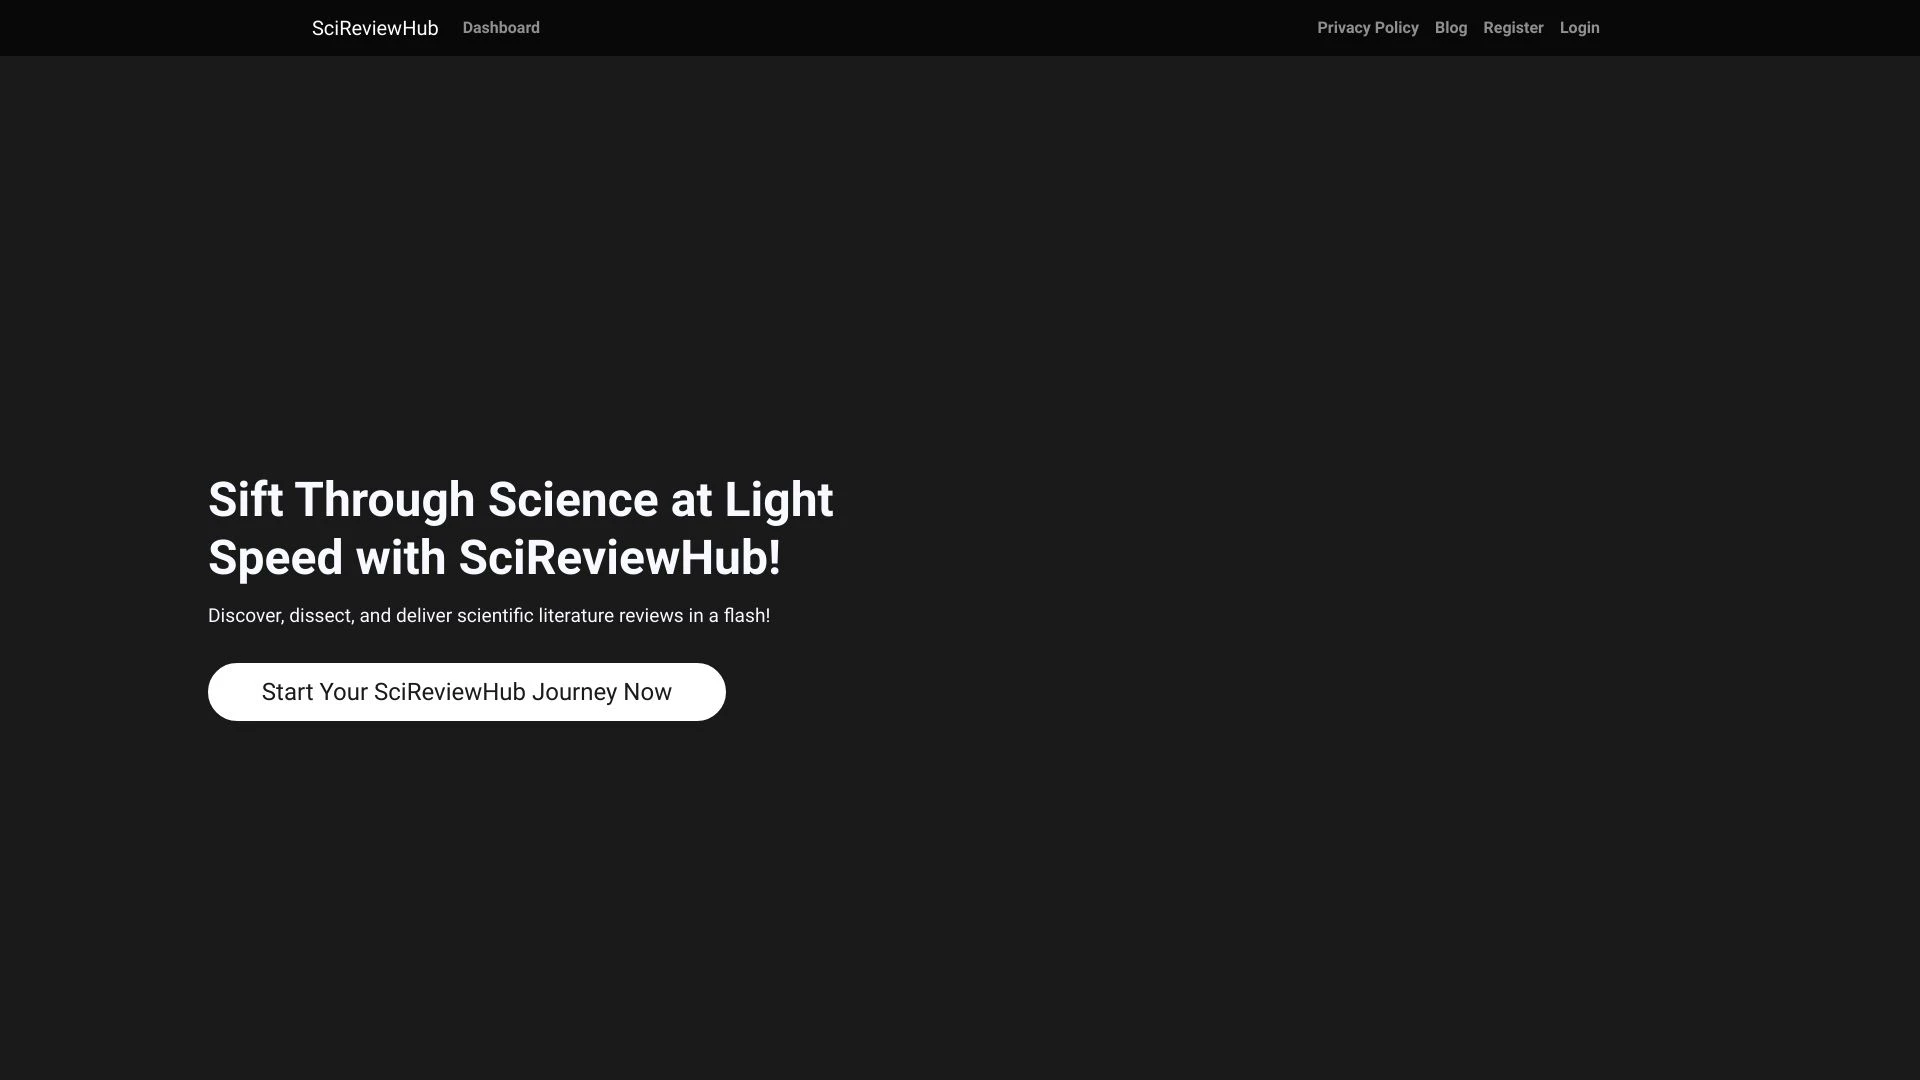 SciReviewHub Dashboard Privacy Policy Blog Register Login
Sift Through Science at Light
Speed with SciReviewHub!
Discover, dissect, and deliver scientific literature reviews in a flash!
Start Your SciReviewHub Journey Now